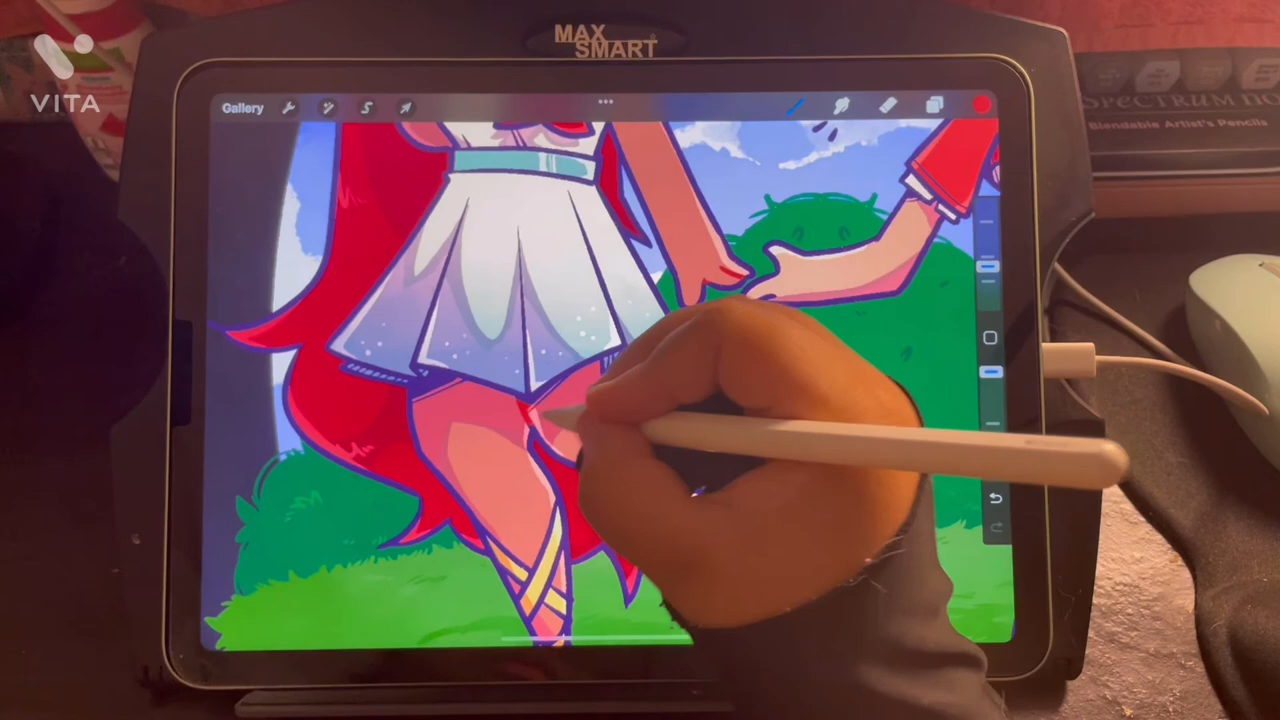 MAX
SMART
VITA
Gallery
SPECTRUM NO
Blendable Artist's Pencils